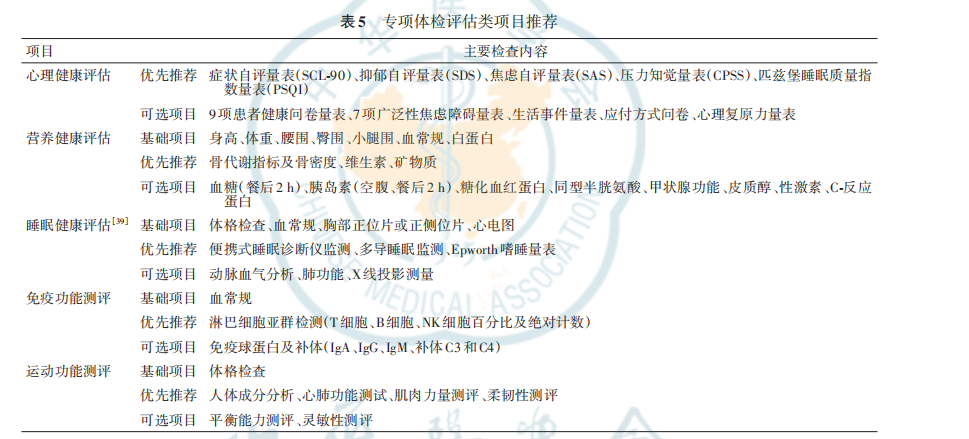 表5 专项体检评估类项目推荐
项目 主要检查内容
心理健康评估 优先推荐 症状自评量表(SCL-90)、抑郁自评量表(SDS)、焦虑自评量表(SAS)、压力知觉量表(CPSS)、匹兹堡睡眠质量指
数量表(PSQI)
可选项目 9项患者健康问卷量表、7项广泛性焦虑障碍量表、生活事件量表、应付方式问卷、心理复原力量表
营养健康评估 基础项目 身高、体重、腰围、臀围、小腿围、血常规、白蛋白
优先推荐 骨代谢指标及骨密度、维生素、矿物质
可选项目 血糖(餐后2 h)、胰岛素(空腹、餐后2 h)、糖化血红蛋白、同型半胱氨酸、甲状腺功能、皮质醇、性激素、C-反应
蛋白
睡眠健康评估[39] 基础项目 体格检查、血常规、胸部正位片或正侧位片、心电图
优先推荐 便携式睡眠诊断仪监测、多导睡眠监测、Epworth嗜睡量表
可选项目 动脉血气分析、肺功能、X线投影测量
免疫功能测评 基础项目 血常规
优先推荐 淋巴细胞亚群检测(T细胞、B细胞、NK细胞百分比及绝对计数)
可选项目 免疫球蛋白及补体(IgA、IgG、IgM、补体C3和C4)
运动功能测评 基础项目 体格检查
优先推荐 人体成分分析、心肺功能测试、肌肉力量测评、柔韧性测评
可选项目 平衡能力测评、灵敏性测评
CHINESE MEDICAL ASSOCIATION